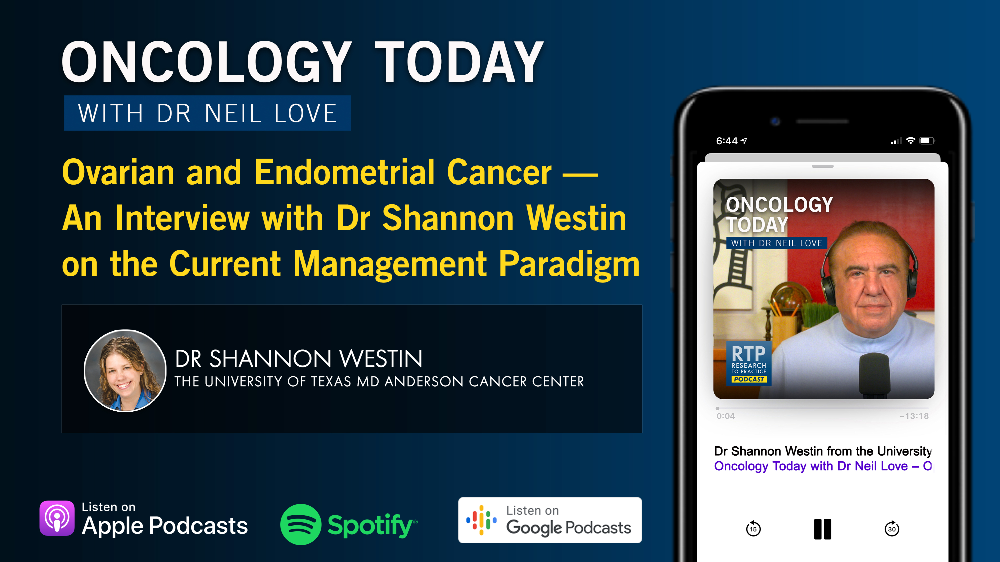 ONCOLOGY TODAY
WITH DR NEIL LOVE
Ovarian and Endometrial Cancer —
An Interview with Dr Shannon Westin
on the Current Management Paradigm
DR SHANNON WESTIN
THE UNIVERSITY OF TEXAS MD ANDERSON CANCER CENTER
Listen on
Apple Podcasts
Spotify®
Listen on
Google Podcasts
6:44
ONCOLOGY
TODAY
WITH DR NEIL LOVE
RTP
RESEARCH
TO PRACTICE
PODCAST
0:04 –13:18
Dr Shannon Westin from the University
Oncology Today with Dr Neil Love – O
15 30